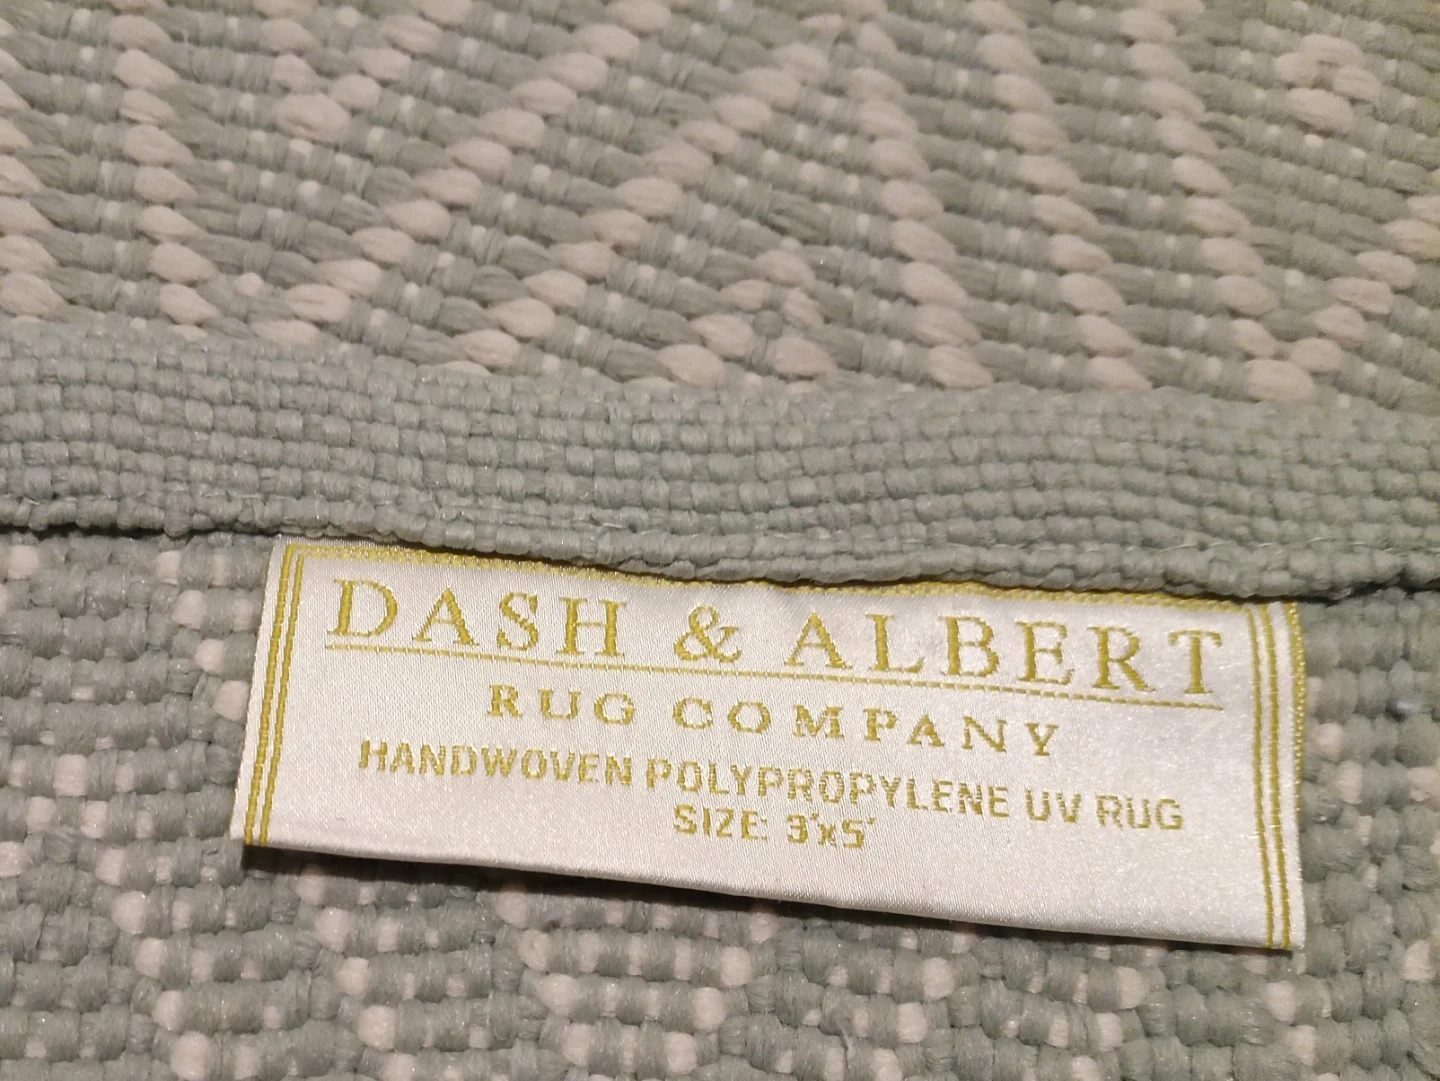 DASH & ALBERT
RUG COMPANY
HANDWOVEN POLYPROPYLENE UV RUG
SIZE: 3'x5'